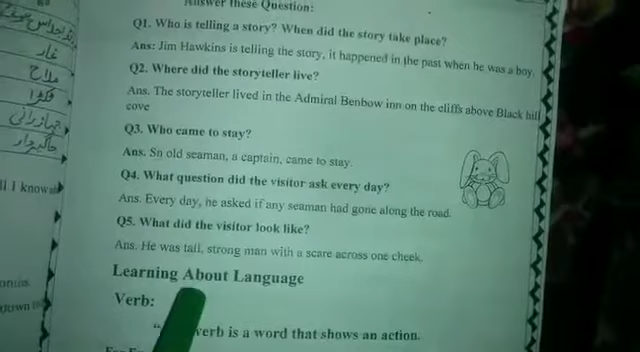 Answer these Question:
Q1. Who is telling a story? When did the story take place?
Ans: Jim Hawkins is telling the story, it happened in the past when he was a boy.
Q2. Where did the storyteller live?
Ans. The storyteller lived in the Admiral Benbow inn on the cliffs above Black hill
cove
Q3. Who came to stay?
Ans. Sn old seaman, a captain, came to stay.
Q4. What question did the visitor ask every day?
Ans. Every day, he asked if any seaman had gone along the road.
Q5. What did the visitor look like?
Ans. He was tall, strong man with a scare across one cheek.
Learning About Language
Verb:
verb is a word that shows an action.
غار
ملاح
جاگیردار
ll I know